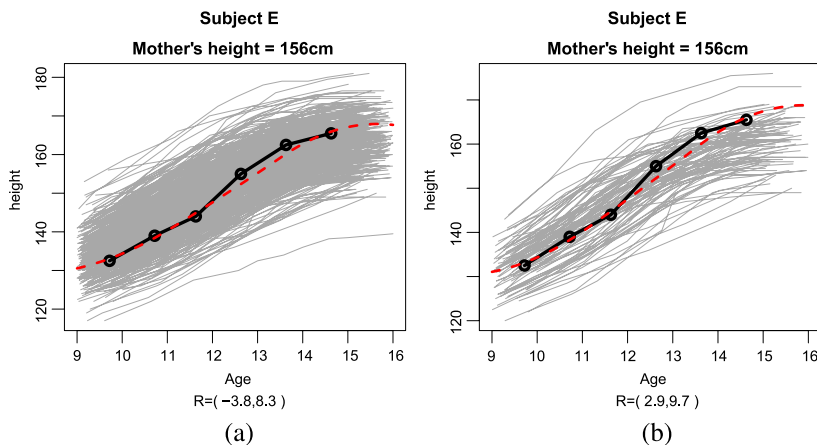 Subject E
Mother's height = 156cm
height
180
160
140
120
9 10 11 12 13 14 15 16
Age
R=( −3.8,8.3 )
(a)
Subject E
Mother's height = 156cm
height
160
140
120
9 10 11 12 13 14 15 16
Age
R=( 2.9,9.7 )
(b)